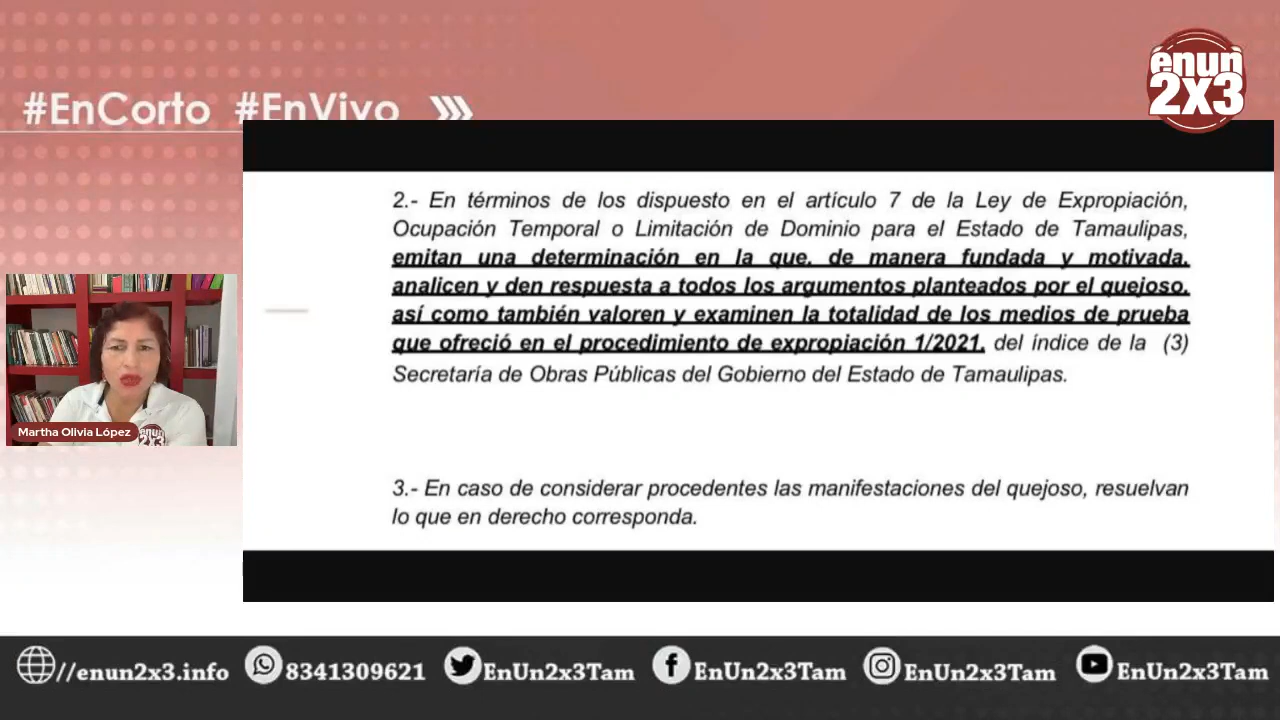 #EnCorto #EnVivo
enun
2x3
2.- En términos de los dispuesto en el artículo 7 de la Ley de Expropiación,
Ocupación Temporal o Limitación de Dominio para el Estado de Tamaulipas,
emitan una determinación en la que, de manera fundada y motivada,
analicen y den respuesta a todos los argumentos planteados por el quejoso,
así como también valoren y examinen la totalidad de los medios de prueba
que ofreció en el procedimiento de expropiación 1/2021, del índice de la (3)
Secretaría de Obras Públicas del Gobierno del Estado de Tamaulipas.
3.- En caso de considerar procedentes las manifestaciones del quejoso, resuelvan
lo que en derecho corresponda.
Martha Olivia López
enun
2x3
//enun2x3.info 8341309621 EnUn2x3Tam EnUn2x3Tam EnUn2x3Tam EnUn2x3Tam